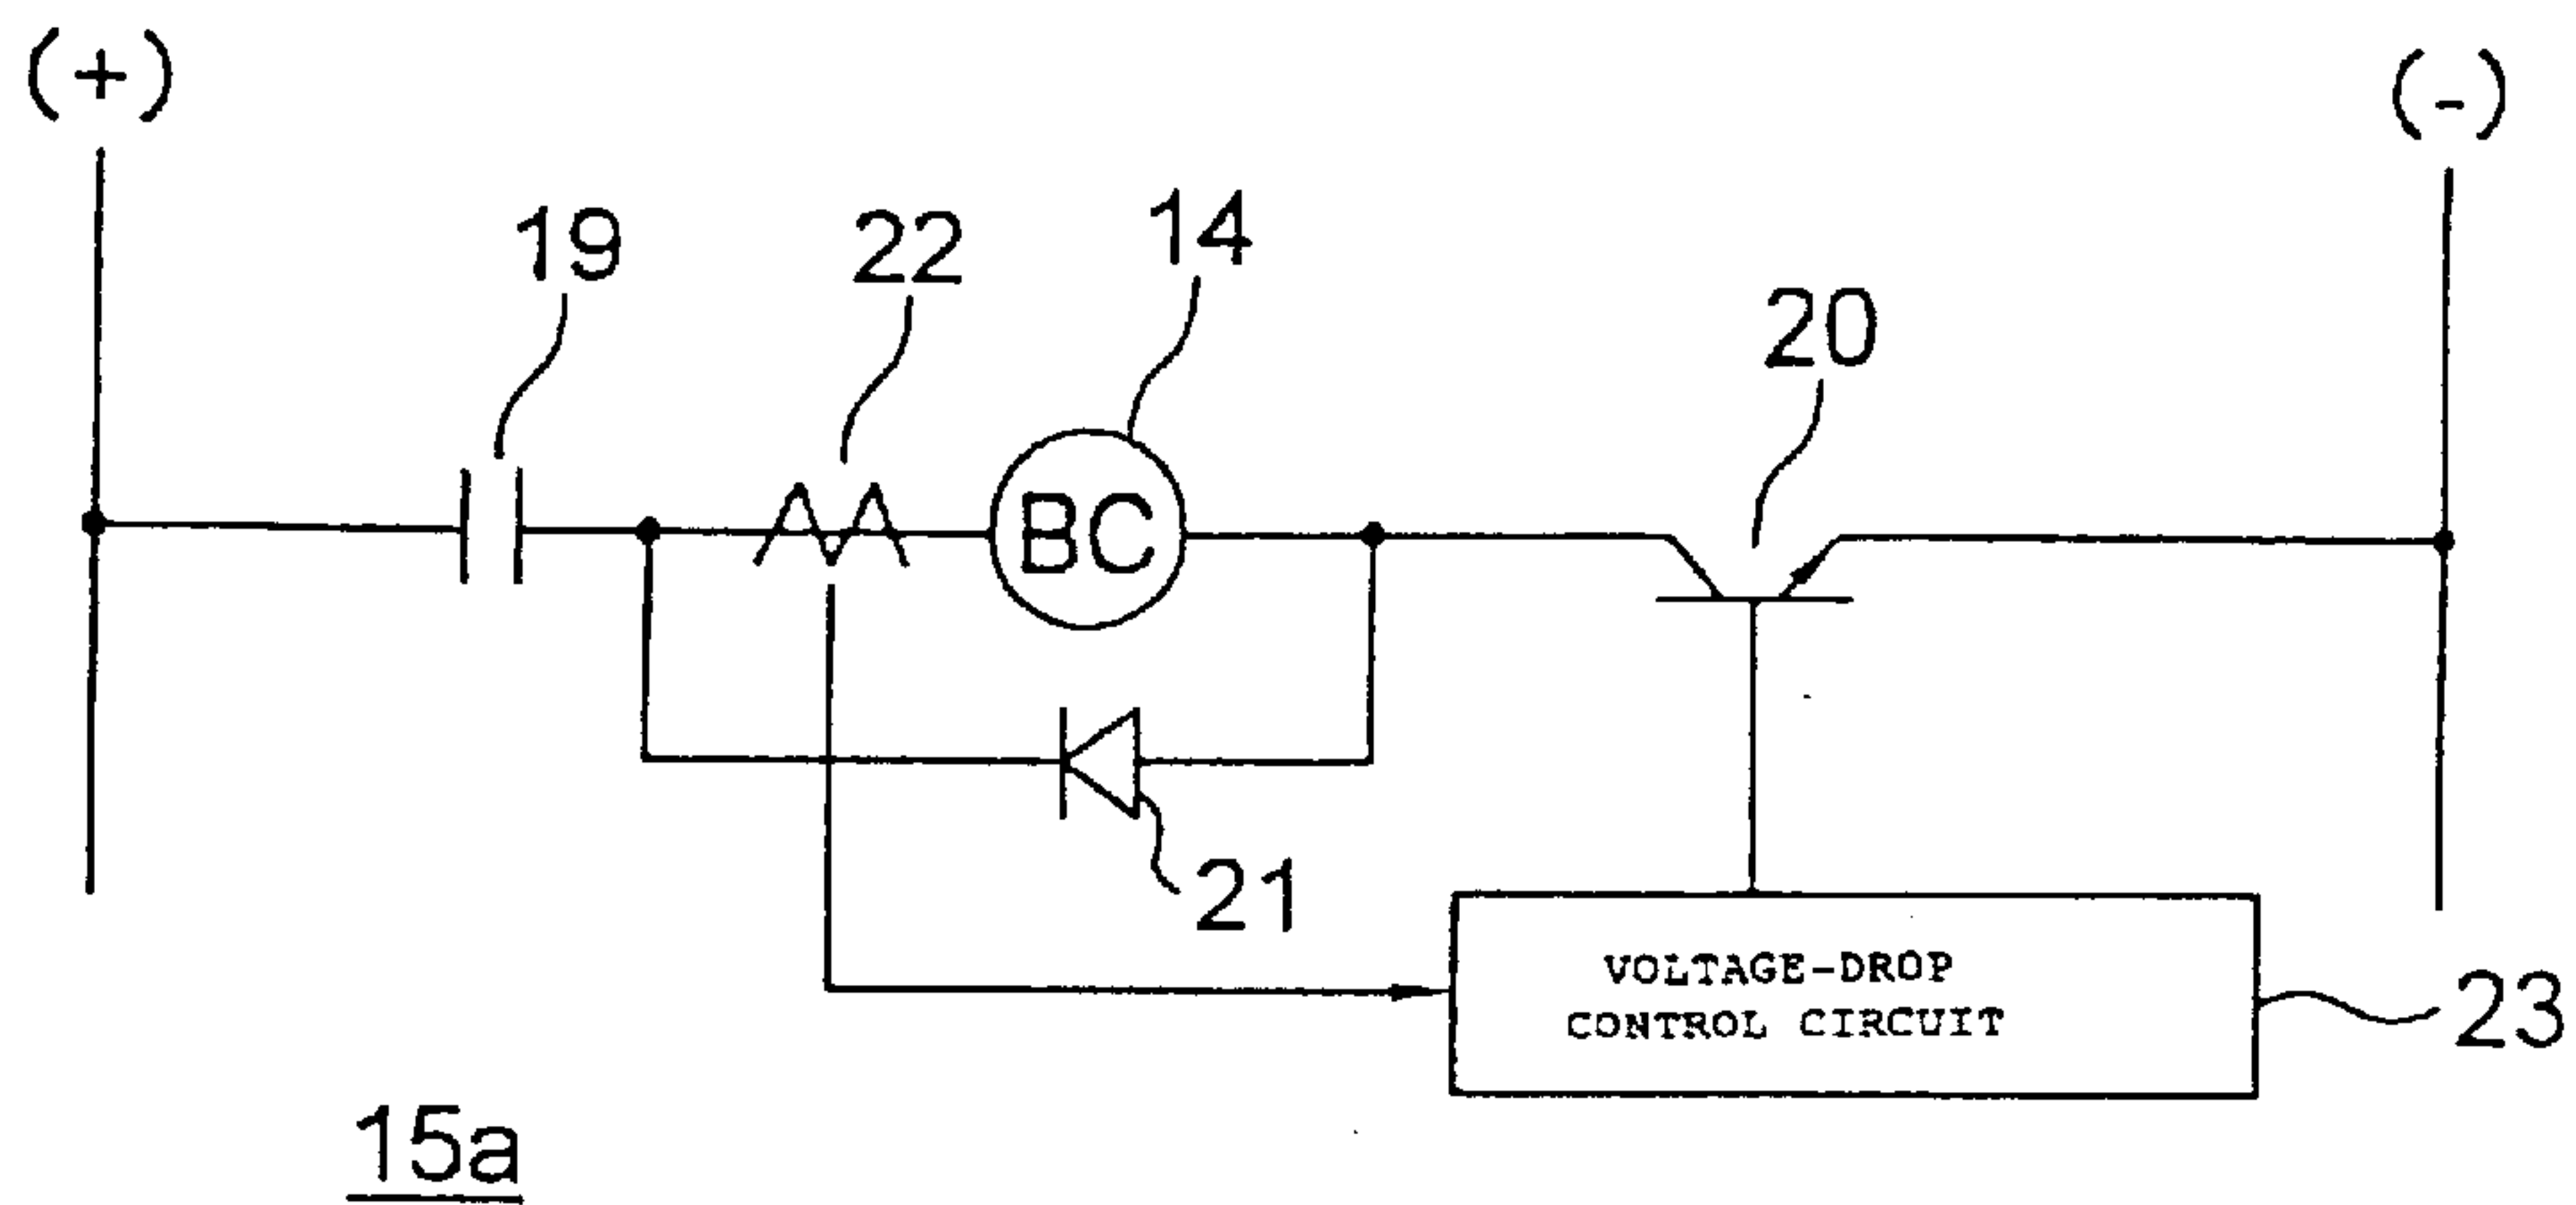 (+)
(-)
19
22
14
20
BC
21
VOLTAGE-DROP
CONTROL CIRCUIT
23
15a